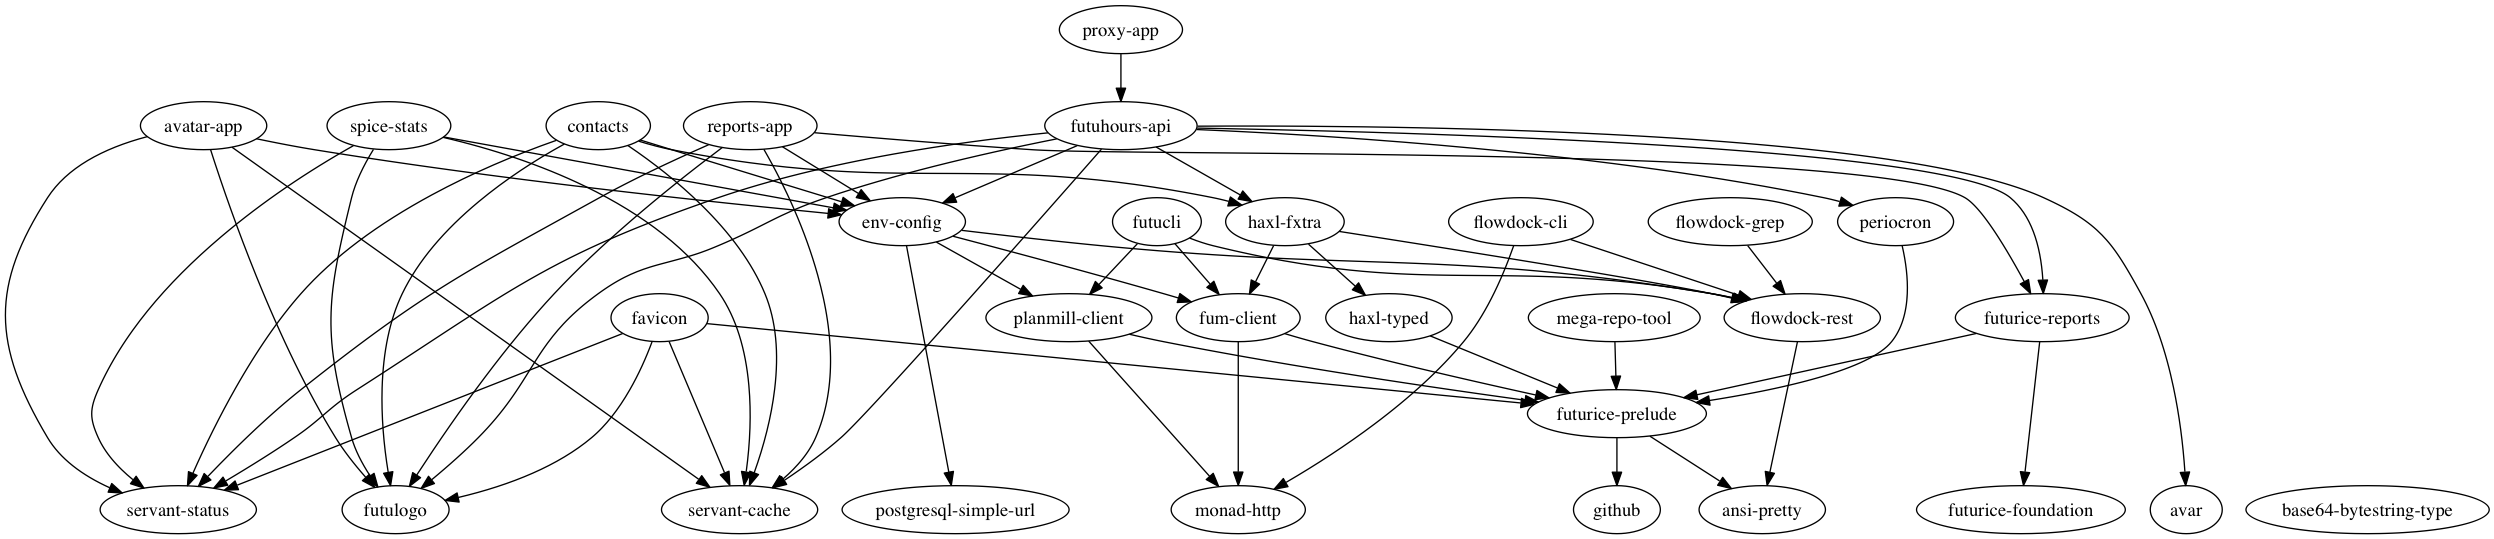 proxy-app
avatar-app
spice-stats
contacts
reports-app
futuhours-api
env-config
futucli
haxl-fxtra
flowdock-cli
flowdock-grep
periocron
favicon
planmill-client
fum-client
haxl-typed
mega-repo-tool
flowdock-rest
futurice-reports
futurice-prelude
servant-status
futulogo
servant-cache
postgresql-simple-url
monad-http
github
ansi-pretty
futurice-foundation
avar
base64-bytestring-type